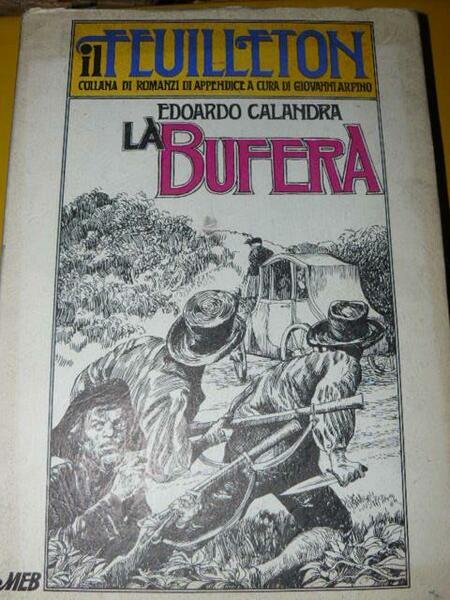 il FEUILLETON
COLLANA DI ROMANZI DI APPENDICE A CURA DI GIOVANNI ARPINO
EDOARDO CALANDRA
LA BUFERA
MEB